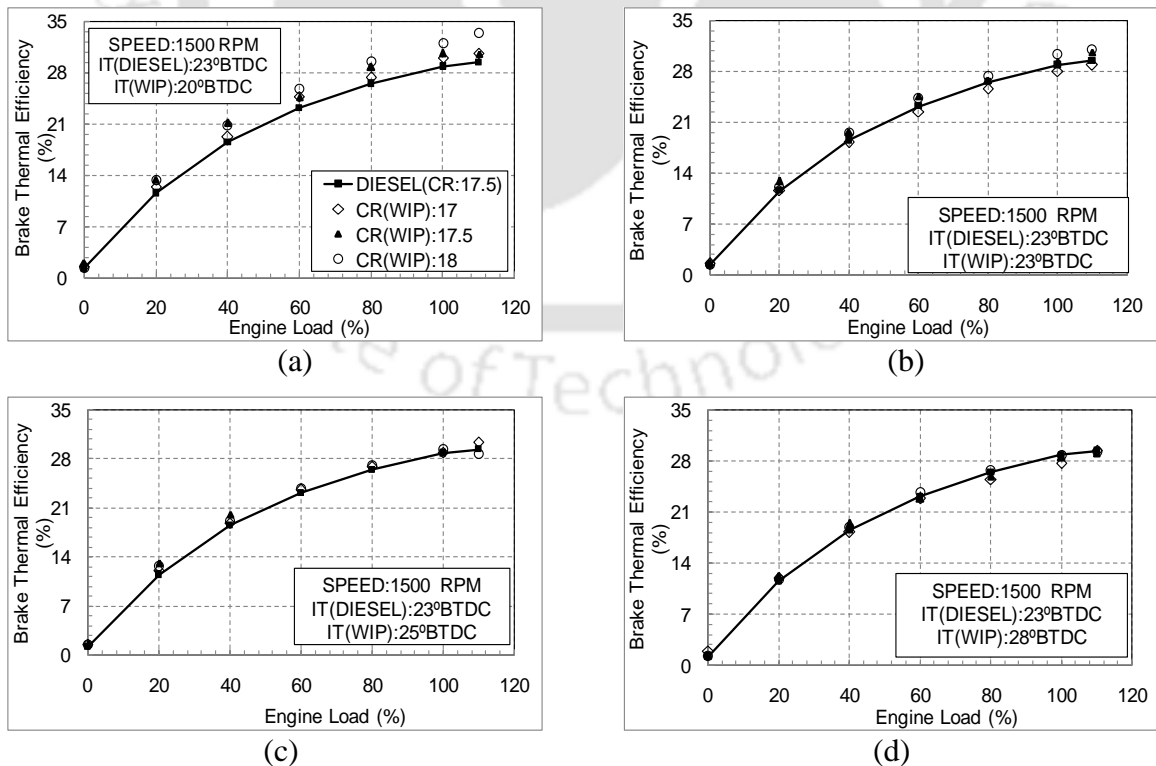 35
28
21
14
7
0
Brake Thermal Efficiency
(%)
SPEED:1500 RPM
IT(DIESEL):23ºBTDC
IT(WIP):20ºBTDC
DIESEL(CR:17.5)
CR(WIP):17
CR(WIP):17.5
CR(WIP):18
0 20 40 60 80 100 120
Engine Load (%)
(a)
35
28
21
14
7
0
Brake Thermal Efficiency
(%)
SPEED:1500 RPM
IT(DIESEL):23ºBTDC
IT(WIP):23ºBTDC
0 20 40 60 80 100 120
Engine Load (%)
(b)
te of Technolo
35
28
21
14
7
0
Brake Thermal Efficiency
(%)
SPEED:1500 RPM
IT(DIESEL):23ºBTDC
IT(WIP):25ºBTDC
0 20 40 60 80 100 120
Engine Load (%)
(c)
35
28
21
14
7
0
Brake Thermal Efficiency
(%)
SPEED:1500 RPM
IT(DIESEL):23ºBTDC
IT(WIP):28ºBTDC
0 20 40 60 80 100 120
Engine Load (%)
(d)